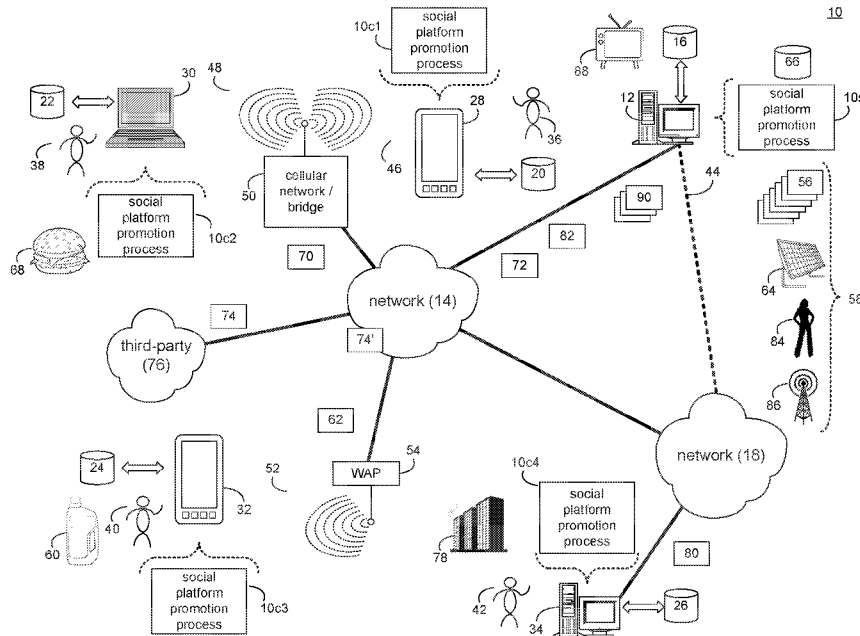 10
social
platform
promotion
process
10c1
88
16
66
30
48
22
28
12
social
platform
promotion
process
10s
38
36
46
20
50
cellular
network /
bridge
44
90
56
social
platform
promotion
process
10c2
82
72
70
64
58
68
network (14)
84
74
74'
third-party
(76)
86
62
24
54
WAP
network (18)
52
32
10c4
social
platform
promotion
process
60
40
78
80
social
platform
promotion
process
10c3
42
34
26